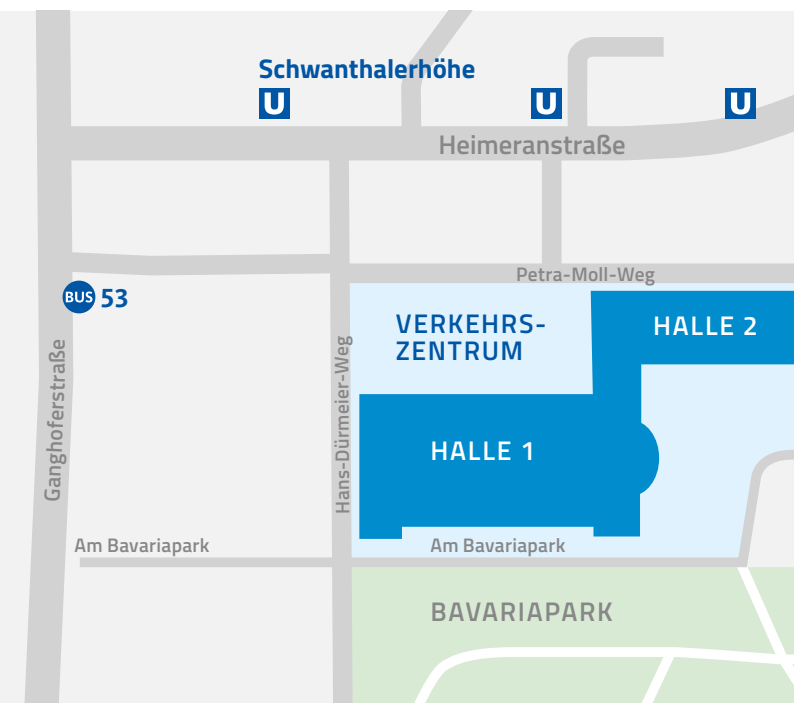 Schwanthalerhöhe
U
U
U
Heimeranstraße
Petra-Moll-Weg
BUS 53
VERKEHRS-
ZENTRUM
HALLE 2
Ganghoferstraße
Hans-Dürmeier-Weg
HALLE 1
Am Bavariapark
Am Bavariapark
BAVARIAPARK